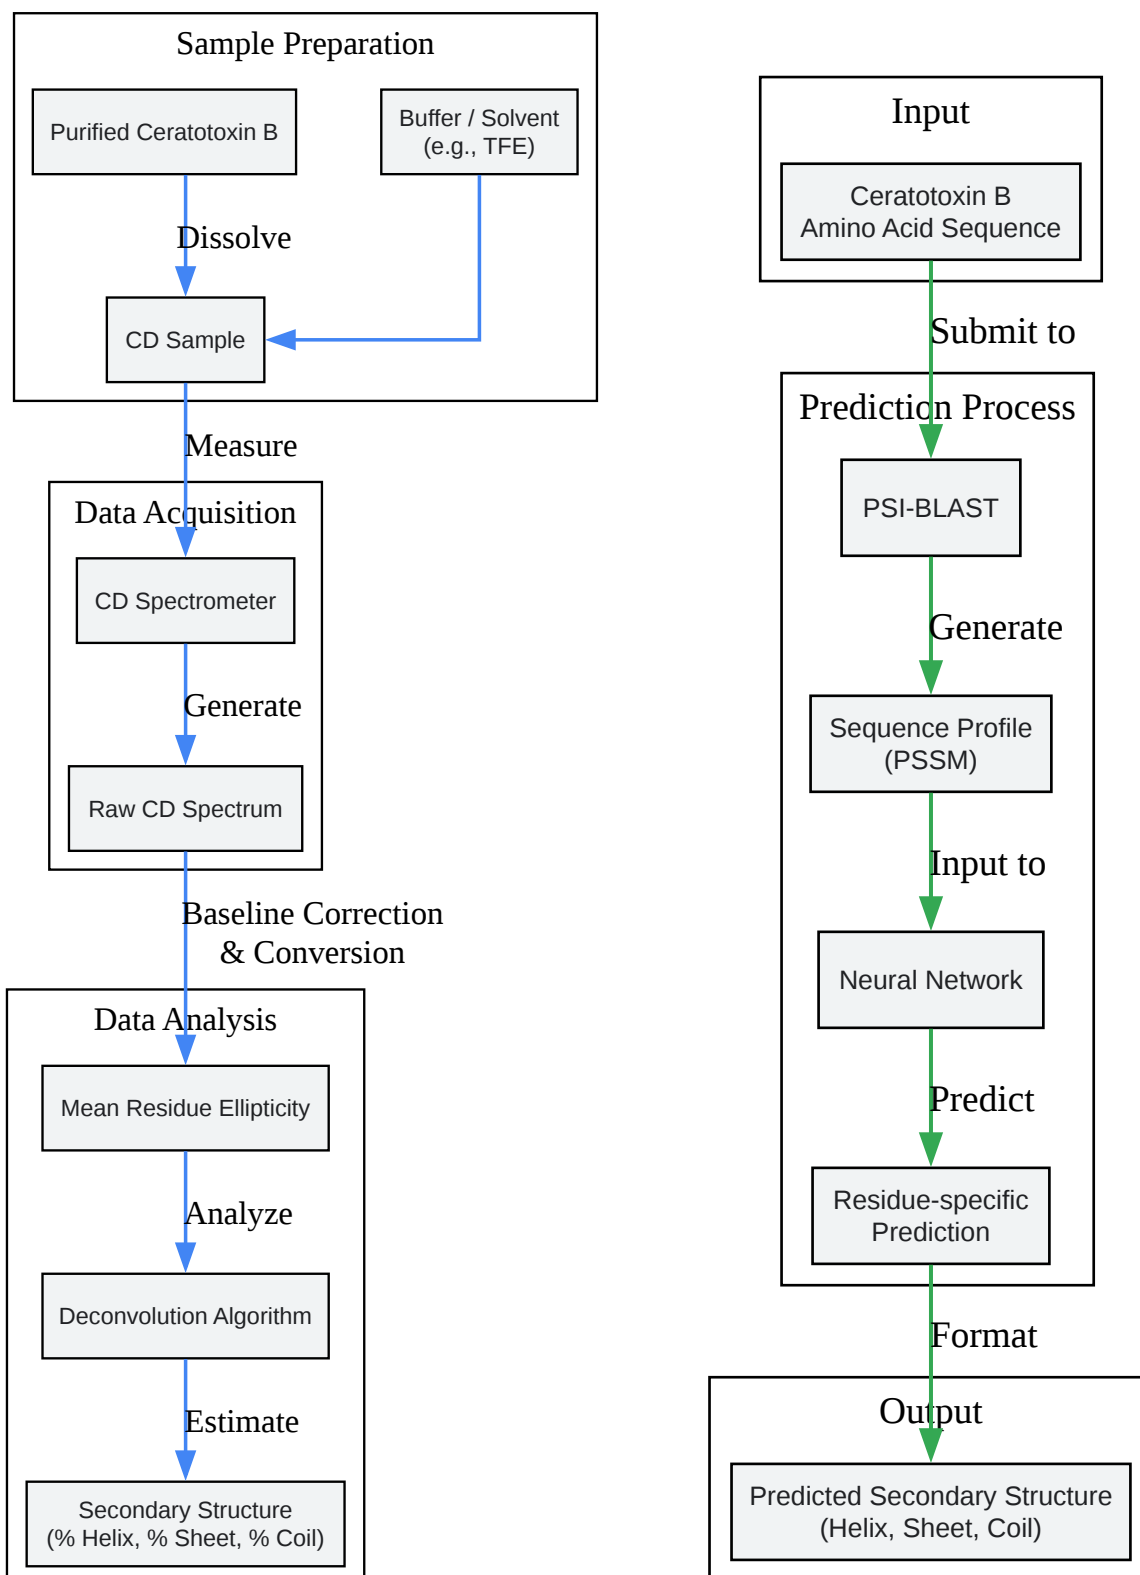 Sample Preparation
Purified Ceratotoxin B
Buffer / Solvent
(e.g., TFE)
Dissolve
CD Sample
Measure
Data Acquisition
CD Spectrometer
Generate
Raw CD Spectrum
Baseline Correction
& Conversion
Data Analysis
Mean Residue Ellipticity
Analyze
Deconvolution Algorithm
Estimate
Secondary Structure
(% Helix, % Sheet, % Coil)
Input
Ceratotoxin B
Amino Acid Sequence
Submit to
Prediction Process
PSI-BLAST
Generate
Sequence Profile
(PSSM)
Input to
Neural Network
Predict
Residue-specific
Prediction
Format
Output
Predicted Secondary Structure
(Helix, Sheet, Coil)